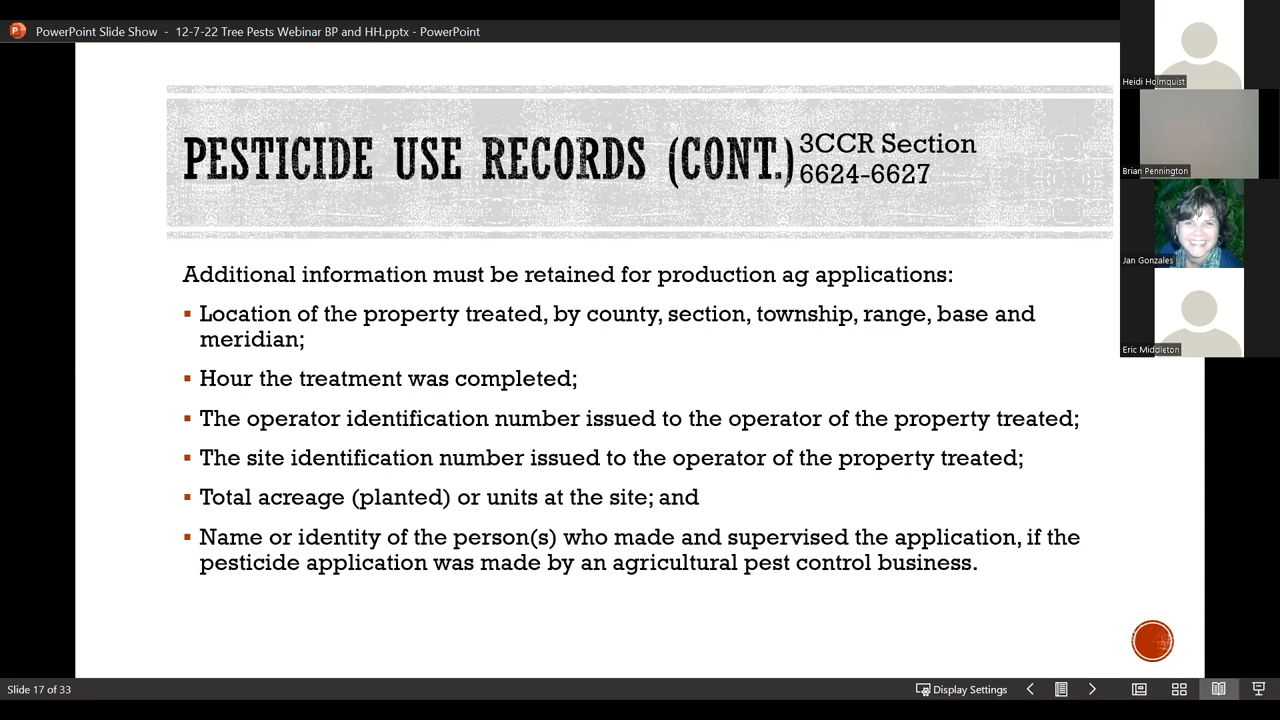 PowerPoint Slide Show - 12-7-22 Tree Pests Webinar BP and HH.pptx - PowerPoint
Heidi Holmquist
Brian Pennington
Jan Gonzales
Eric Middleton
PESTICIDE USE RECORDS (CONT.) 3CCR Section
6624-6627
Additional information must be retained for production ag applications:
▪ Location of the property treated, by county, section, township, range, base and
meridian;
▪ Hour the treatment was completed;
▪ The operator identification number issued to the operator of the property treated;
▪ The site identification number issued to the operator of the property treated;
▪ Total acreage (planted) or units at the site; and
▪ Name or identity of the person(s) who made and supervised the application, if the
pesticide application was made by an agricultural pest control business.
Slide 17 of 33
Display Settings